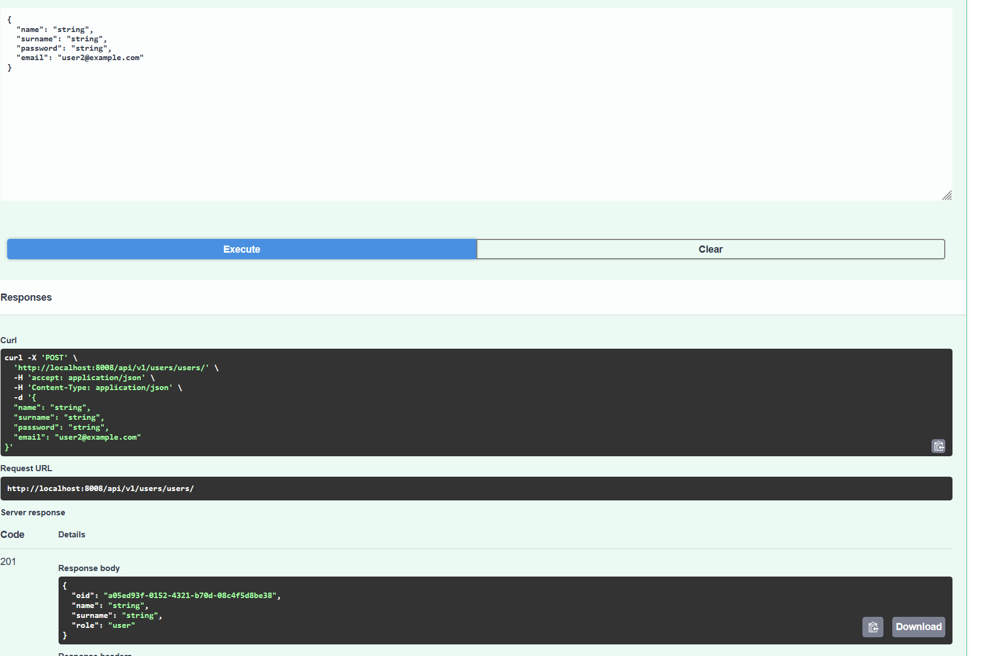 {
  "name": "string",
  "surname": "string",
  "password": "string",
  "email": "user2@example.com"
}
Execute
Clear
Responses
Curl
curl -X 'POST' \
  'http://localhost:8008/api/v1/users/users/' \
  -H 'accept: application/json' \
  -H 'Content-Type: application/json' \
  -d '{
  "name": "string",
  "surname": "string",
  "password": "string",
  "email": "user2@example.com"
}'
Request URL
http://localhost:8008/api/v1/users/users/
Server response
Code Details
201
Response body
{
  "oid": "a05ed93f-0152-4321-b70d-08c4f5d8be38",
  "name": "string",
  "surname": "string",
  "role": "user"
}
Download
Response headers